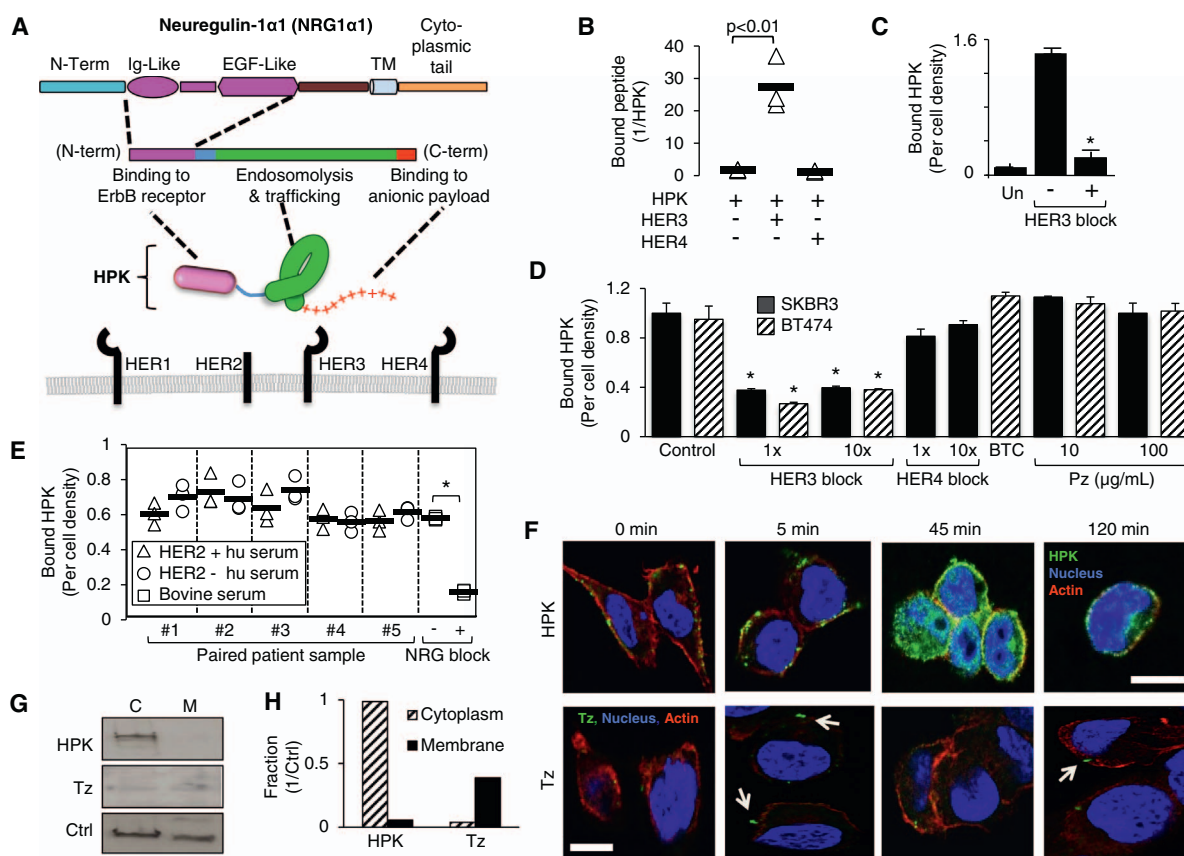 A
Neuregulin-1α1 (NRG1α1)
Cyto-
plasmic
tail
N-Term
Ig-Like
EGF-Like
TM
(N-term)
(C-term)
Binding to
ErbB receptor
Endosomolysis
& trafficking
Binding to
anionic payload
HPK
HER1
HER2
HER3
HER4
B
p<0.01
Bound peptide
(1/HPK)
40
30
20
10
0
HPK + + +
HER3 - + -
HER4 - - +
C
Bound HPK
(Per cell density)
1.6
0
Un - +
HER3 block
*
D
Bound HPK
(Per cell density)
1.2
0.8
0.4
0
SKBR3
BT474
* * * *
Control 1x 10x 1x 10x BTC 10 100
HER3 block HER4 block Pz (µg/mL)
E
Bound HPK
(Per cell density)
1
0.8
0.6
0.4
0.2
0
*
HER2 + hu serum
HER2 - hu serum
Bovine serum
#1 #2 #3 #4 #5 - +
Paired patient sample NRG block
F
0 min 5 min 45 min 120 min
HPK
HPK
Nucleus
Actin
Tz
Tz, Nucleus, Actin
G
C M
HPK
Tz
Ctrl
H
Fraction
(1/Ctrl)
1
0.5
0
Cytoplasm
Membrane
HPK Tz